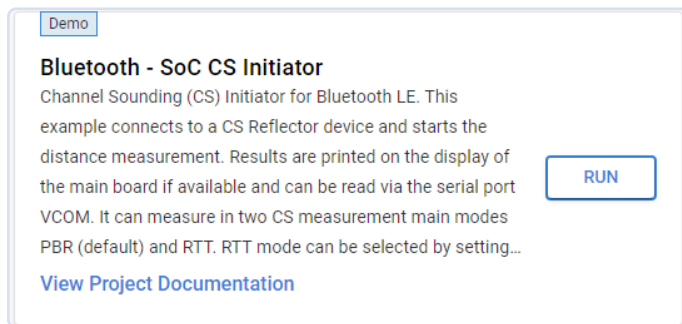 Demo
Bluetooth - SoC CS Initiator
Channel Sounding (CS) Initiator for Bluetooth LE. This
example connects to a CS Reflector device and starts the
distance measurement. Results are printed on the display of
the main board if available and can be read via the serial port
VCOM. It can measure in two CS measurement main modes
PBR (default) and RTT. RTT mode can be selected by setting...
RUN
View Project Documentation